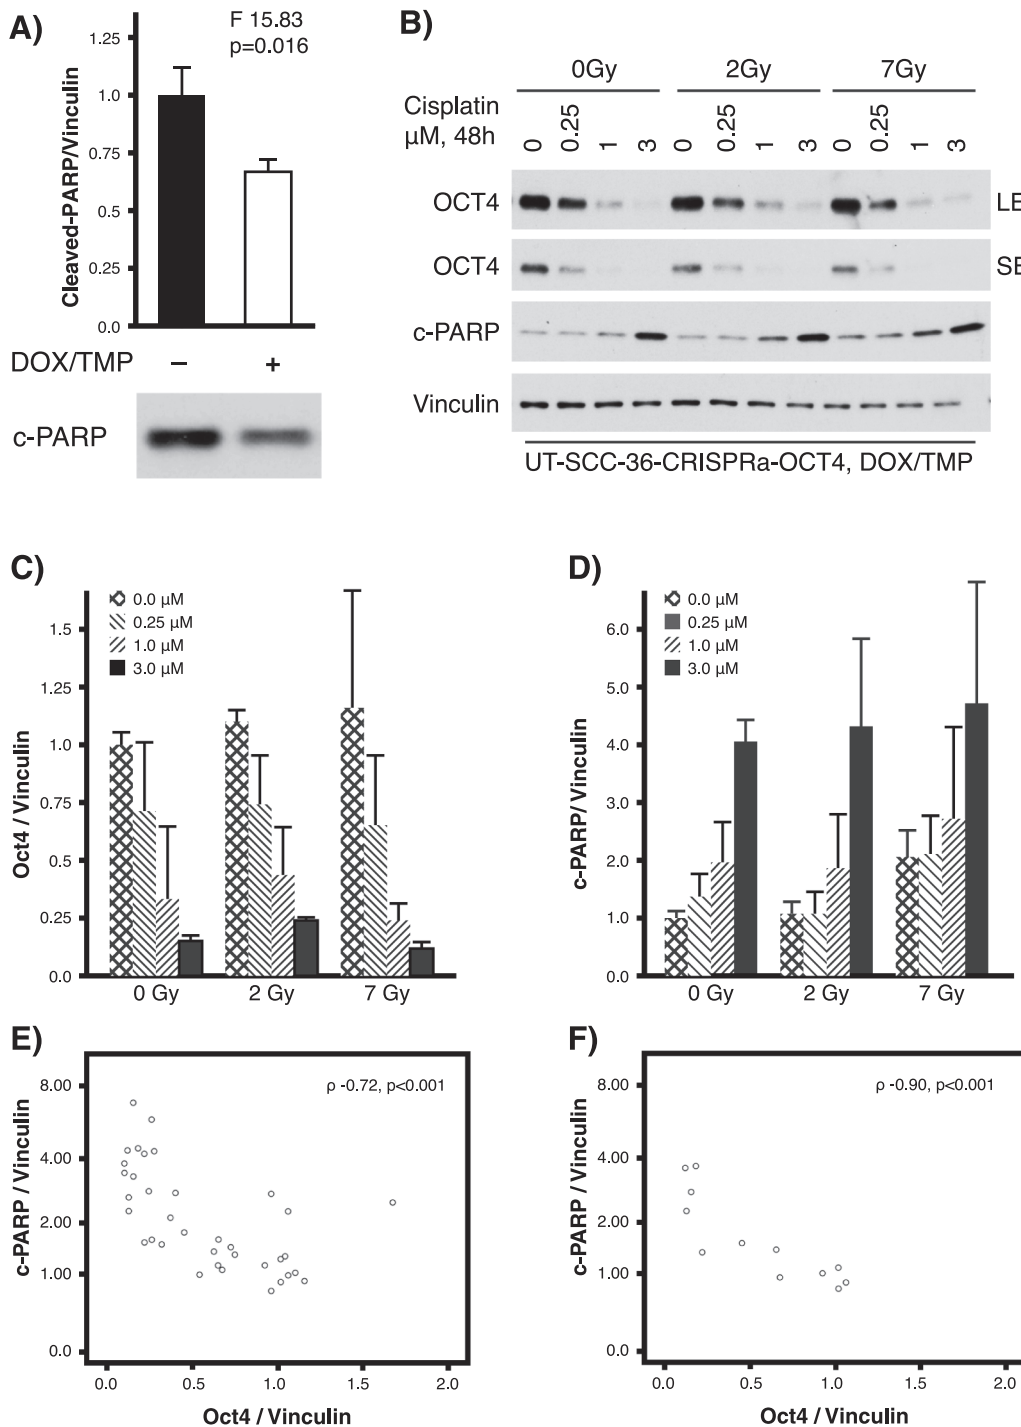 A)
F 15.83
p=0.016
Cleaved-PARP/Vinculin
1.25
1.0
0.75
0.5
0.25
0.0
DOX/TMP – +
c-PARP
B)
0Gy 2Gy 7Gy
Cisplatin
μM, 48h
0 0.25 1 3 0 0.25 1 3 0 0.25 1 3
OCT4 LE
OCT4 SE
c-PARP
Vinculin
UT-SCC-36-CRISPRa-OCT4, DOX/TMP
C)
Oct4 / Vinculin
0.0 μM
0.25 μM
1.0 μM
3.0 μM
1.5
1.25
1.0
0.75
0.5
0.25
0.0
0 Gy 2 Gy 7 Gy
D)
c-PARP/Vinculin
0.0 μM
0.25 μM
1.0 μM
3.0 μM
6.0
5.0
4.0
3.0
2.0
1.0
0.0
0 Gy 2 Gy 7 Gy
E)
ρ -0.72, p<0.001
c-PARP / Vinculin
8.00
4.00
2.00
1.00
0.0
0.0 0.5 1.0 1.5 2.0
Oct4 / Vinculin
F)
ρ -0.90, p<0.001
c-PARP / Vinculin
8.00
4.00
2.00
1.00
0.0
0.0 0.5 1.0 1.5 2.0
Oct4 / Vinculin